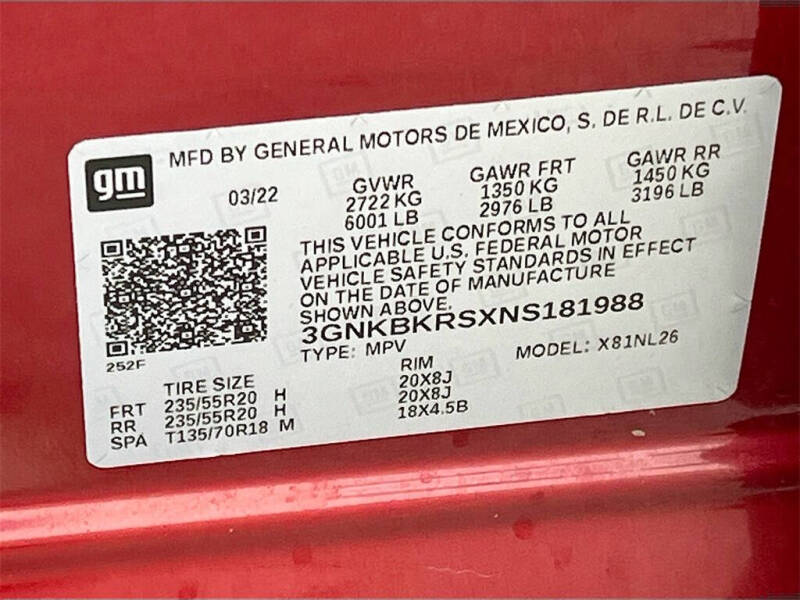 gm
MFD BY GENERAL MOTORS DE MEXICO, S. DE R.L. DE C.V.
03/22
GVWR
2722 KG
6001 LB
GAWR FRT
1350 KG
2976 LB
GAWR RR
1450 KG
3196 LB
THIS VEHICLE CONFORMS TO ALL
APPLICABLE U.S. FEDERAL MOTOR
VEHICLE SAFETY STANDARDS IN EFFECT
ON THE DATE OF MANUFACTURE
SHOWN ABOVE.
3GNKBKRSXNS181988
TYPE: MPV
MODEL: X81NL26
252F
TIRE SIZE RIM
FRT 235/55R20 H 20X8J
RR 235/55R20 H 20X8J
SPA T135/70R18 M 18X4.5B